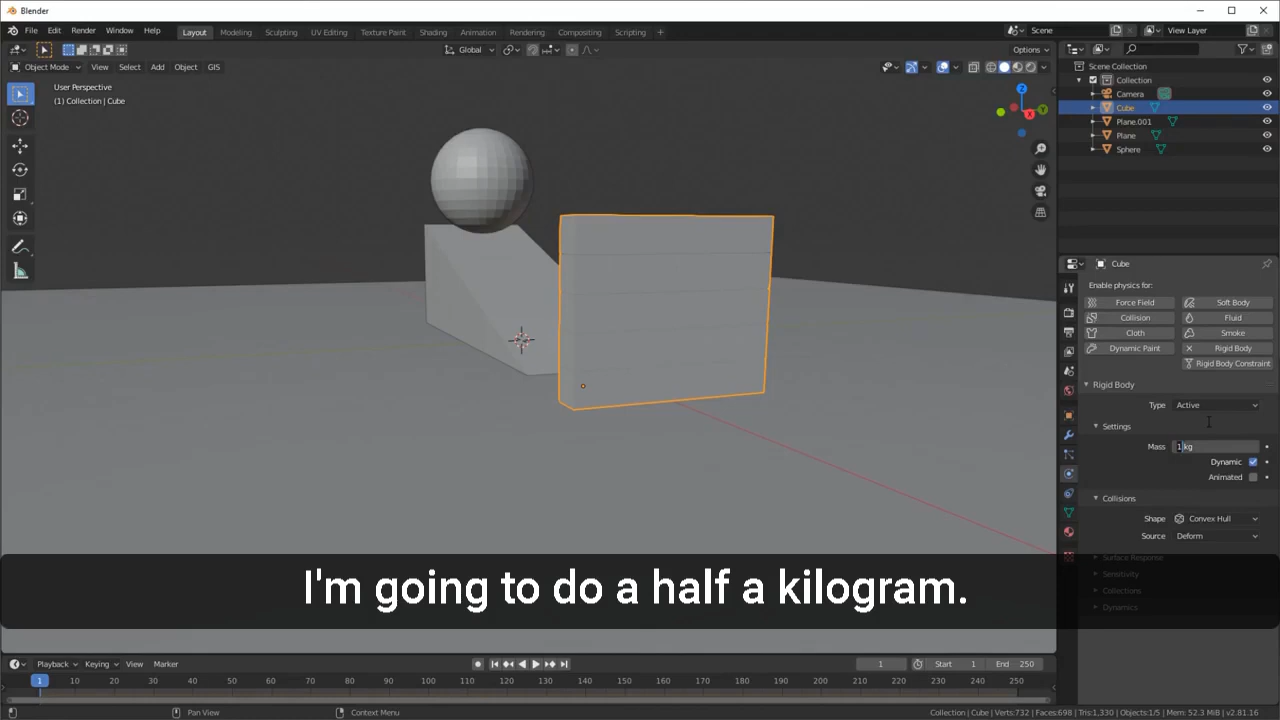 Blender
File Edit Render Window Help
Layout Modeling Sculpting UV Editing Texture Paint Shading Animation Rendering Compositing Scripting +
Scene
View Layer
Global
Options
Object Mode View Select Add Object GIS
User Perspective
(1) Collection | Cube
Z
Y
X
Scene Collection
Collection
Camera
Cube
Plane.001
Plane
Sphere
Cube
Enable physics for:
Force Field Soft Body
Collision Fluid
Cloth Smoke
Dynamic Paint Rigid Body
Rigid Body Constraint
Rigid Body
Type Active
Settings
Mass 1 kg
Dynamic
Animated
Collisions
Shape Convex Hull
Source Deform
Surface Response
Sensitivity
Collections
Dynamics
I'm going to do a half a kilogram.
Playback Keying View Marker
1 Start 1 End 250
1 10 20 30 40 50 60 70 80 90 100 110 120 130 140 150 160 170 180 190 200 210 220 230 240 250
Pan View
Context Menu
Collection | Cube | Verts:732 | Faces:698 | Tris:1,330 | Objects:1/5 | Mem: 52.3 MiB | v2.81.16